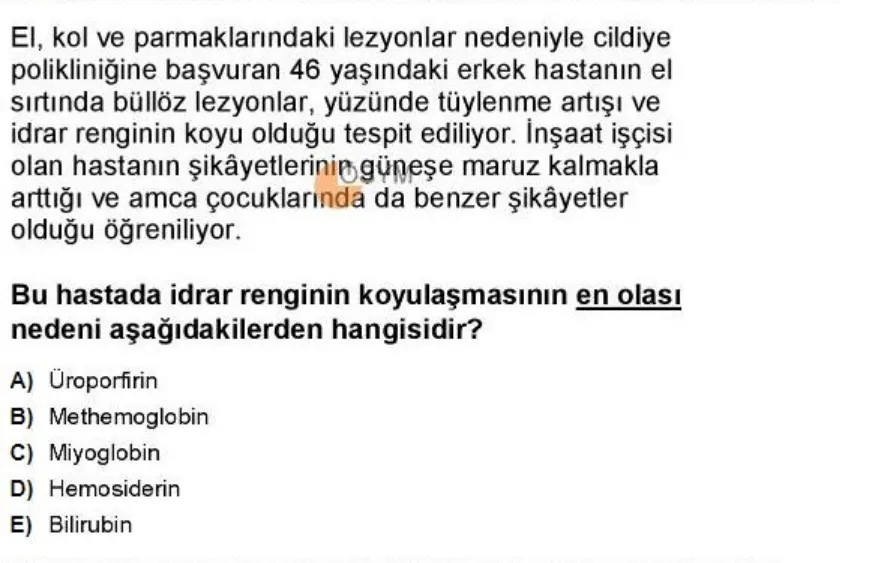 El, kol ve parmaklarındaki lezyonlar nedeniyle cildiye
polikliniğine başvuran 46 yaşındaki erkek hastanın el
sırtında büllöz lezyonlar, yüzünde tüylenme artışı ve
idrar renginin koyu olduğu tespit ediliyor. İnşaat işçisi
olan hastanın şikâyetlerinin güneşe maruz kalmakla
ÖSYM
arttığı ve amca çocuklarında da benzer şikâyetler
olduğu öğreniliyor.
Bu hastada idrar renginin koyulaşmasının en olası
nedeni aşağıdakilerden hangisidir?
A) Üroporfirin
B) Methemoglobin
C) Miyoglobin
D) Hemosiderin
E) Bilirubin